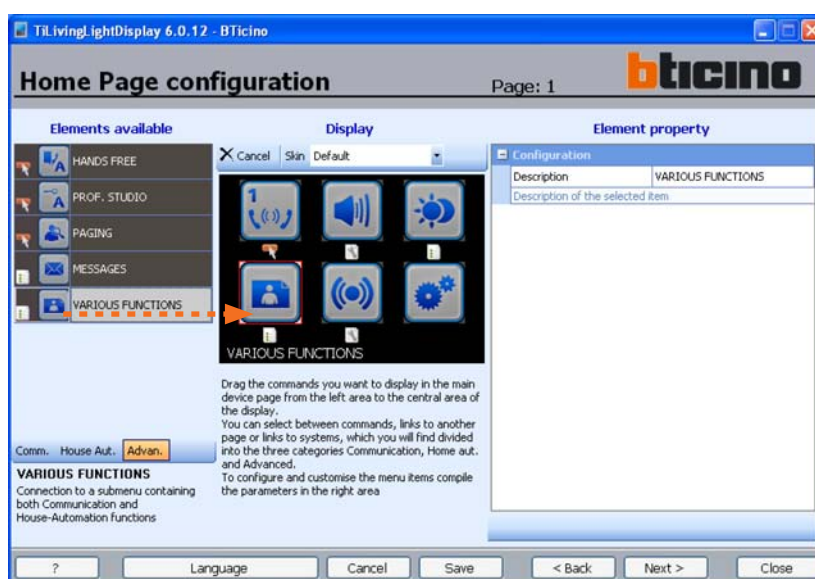 TiLivingLightDisplay 6.0.12 - BTicino
Home Page configuration
Page: 1
bticino
Elements available
HANDS FREE
PROF. STUDIO
PAGING
MESSAGES
VARIOUS FUNCTIONS
Comm. House Aut. Advan.
VARIOUS FUNCTIONS
Connection to a submenu containing
both Communication and
House-Automation functions
Display
Cancel Skin Default
1
VARIOUS FUNCTIONS
Drag the commands you want to display in the main
device page from the left area to the central area of
the display.
You can select between commands, links to another
page or links to systems, which you will find divided
into the three categories Communication, Home aut.
and Advanced.
To configure and customise the menu items compile
the parameters in the right area
Element property
Configuration
Description VARIOUS FUNCTIONS
Description of the selected item
? Language Cancel Save < Back Next > Close